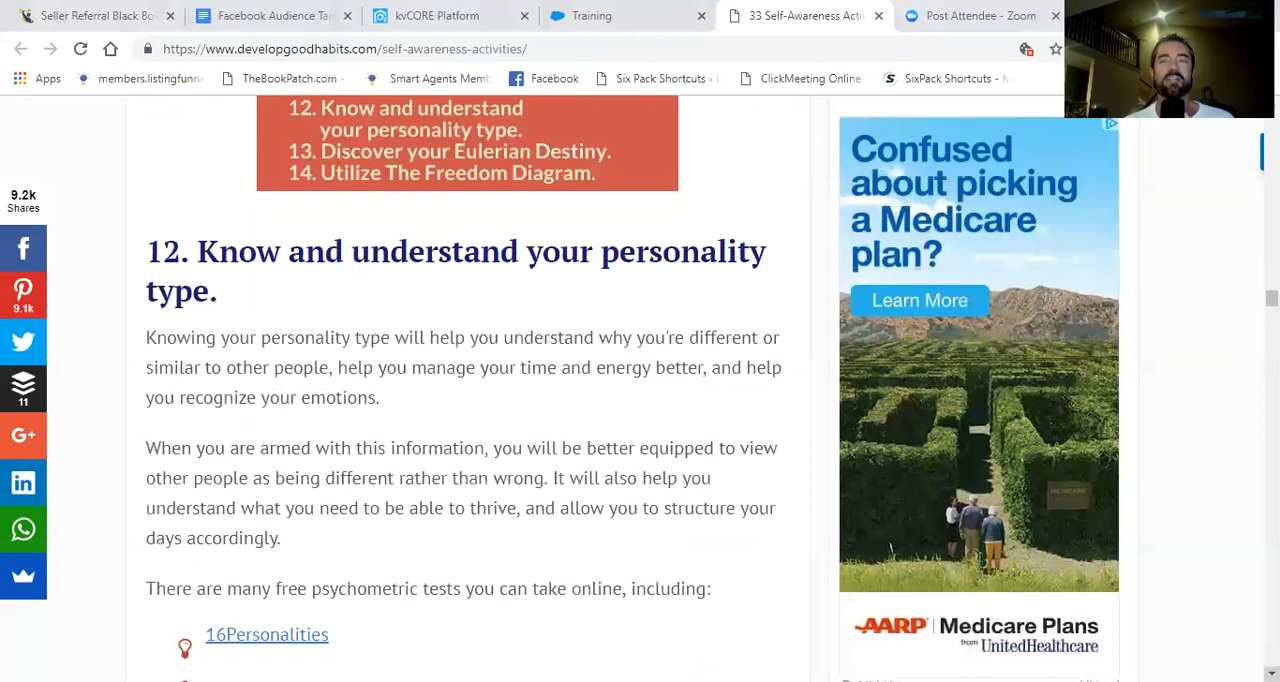 Seller Referral Black Bo
Facebook Audience Ta
kvCORE Platform
Training
33 Self-Awareness Activ
Post Attendee - Zoom
https://www.developgoodhabits.com/self-awareness-activities/
Apps
members.listingfunn
TheBookPatch.com -
Smart Agents Memb
Facebook
Six Pack Shortcuts ›
ClickMeeting Online
SixPack Shortcuts -
12. Know and understand
your personality type.
13. Discover your Eulerian Destiny.
14. Utilize The Freedom Diagram.
9.2k
Shares
9.1k
11
G+
in
12. Know and understand your personality
type.
Knowing your personality type will help you understand why you're different or
similar to other people, help you manage your time and energy better, and help
you recognize your emotions.
When you are armed with this information, you will be better equipped to view
other people as being different rather than wrong. It will also help you
understand what you need to be able to thrive, and allow you to structure your
days accordingly.
There are many free psychometric tests you can take online, including:
16Personalities
Confused
about picking
a Medicare
plan?
Learn More
AARP | Medicare Plans
from UnitedHealthcare